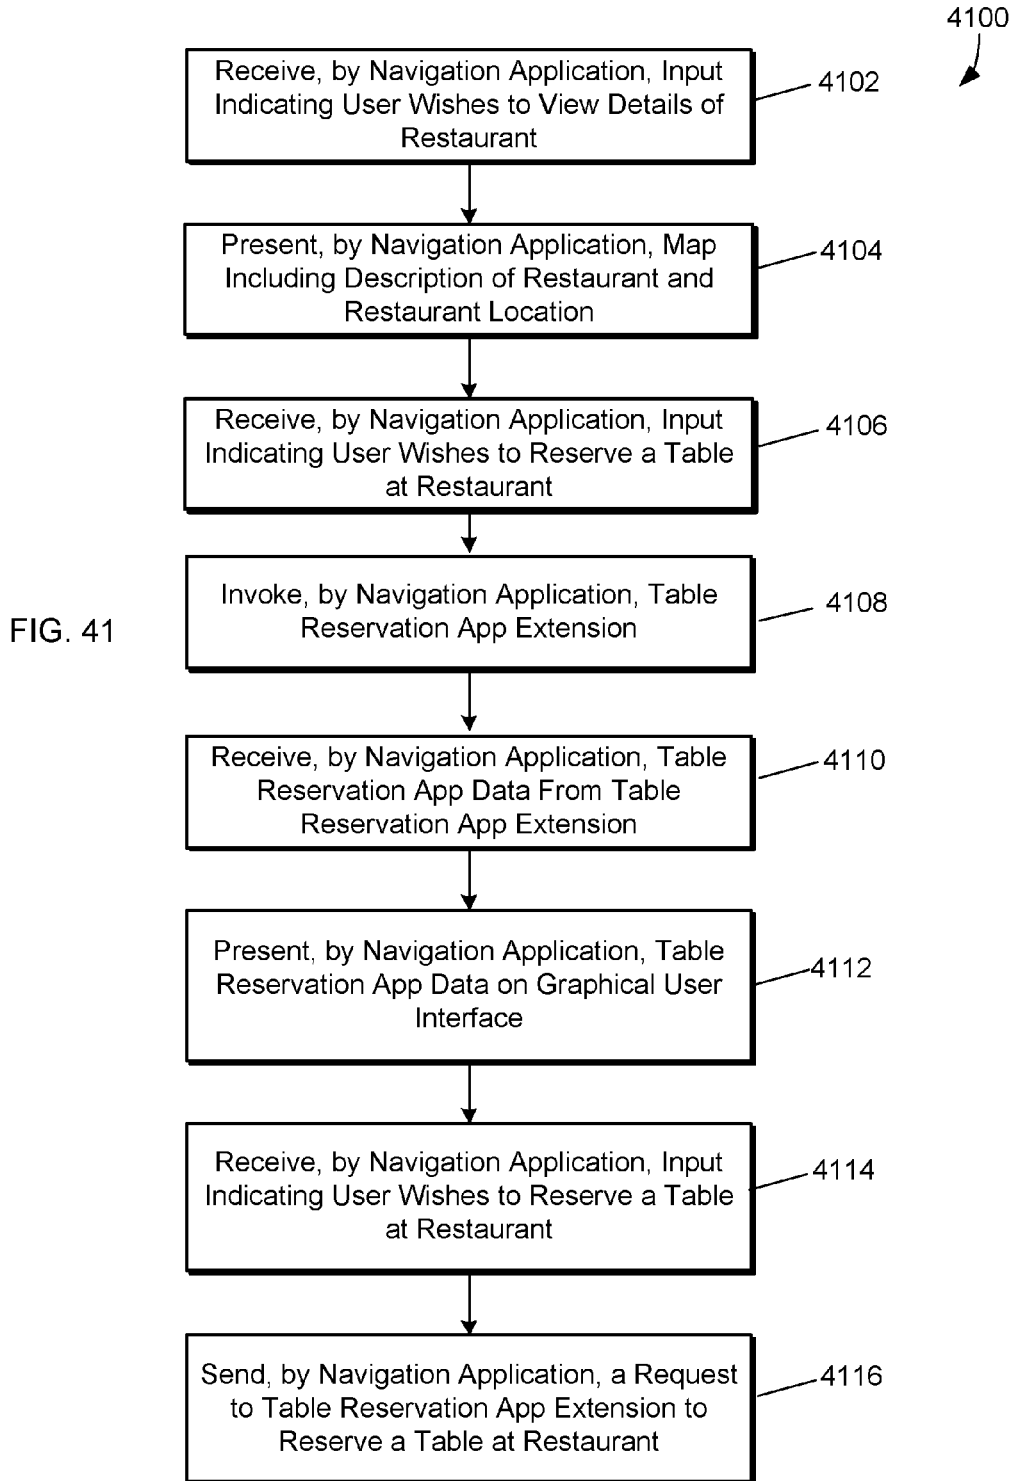 4100
Receive, by Navigation Application, Input
Indicating User Wishes to View Details of
Restaurant
4102
Present, by Navigation Application, Map
Including Description of Restaurant and
Restaurant Location
4104
Receive, by Navigation Application, Input
Indicating User Wishes to Reserve a Table
at Restaurant
4106
Invoke, by Navigation Application, Table
Reservation App Extension
4108
FIG. 41
Receive, by Navigation Application, Table
Reservation App Data From Table
Reservation App Extension
4110
Present, by Navigation Application, Table
Reservation App Data on Graphical User
Interface
4112
Receive, by Navigation Application, Input
Indicating User Wishes to Reserve a Table
at Restaurant
4114
Send, by Navigation Application, a Request
to Table Reservation App Extension to
Reserve a Table at Restaurant
4116